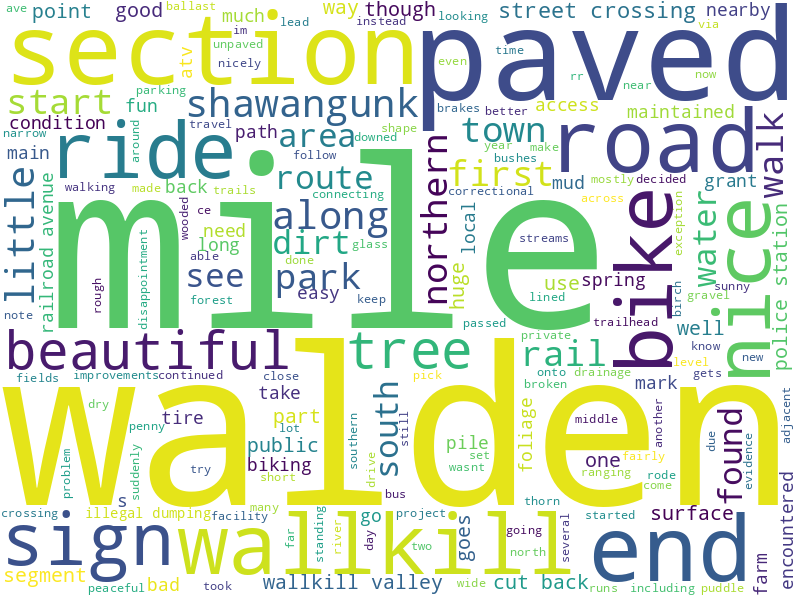 ave point good ballast much looking way though street crossing nearby
im lead instead via
section paved
unpaved nicely atv time rr even near now
parking
start fun shawangunk brakes better access maintained
condition travel path area downed shape year make
narrow main around ride follow route town road
northern first bushes mostly mud grant walk
walking made back trails connecting correctional across decided
little wooded ce along local water
railroad avenue disappointment need long able dirt glass huge streams bike exception nice police station
rough see done park use spring sunny
note forest easy keep lined birch gravel
mile passed trailhead
private well
beautiful tree rail know new
level gets
fields improvements continued close pick onto drainage adjacent
dry take southern south broken mark
penny tire part drive still foliage middle another found due evidence
walden
lot public pile set
problem suddenly try biking short wasnt thorn one fairly ranging
s bus rode come
crossing illegal dumping many project started surface
sign facility far standing wallkill go river day two goes going north several end encountered
segment bad farm
peaceful took wallkill valley wide cut back runs including puddle